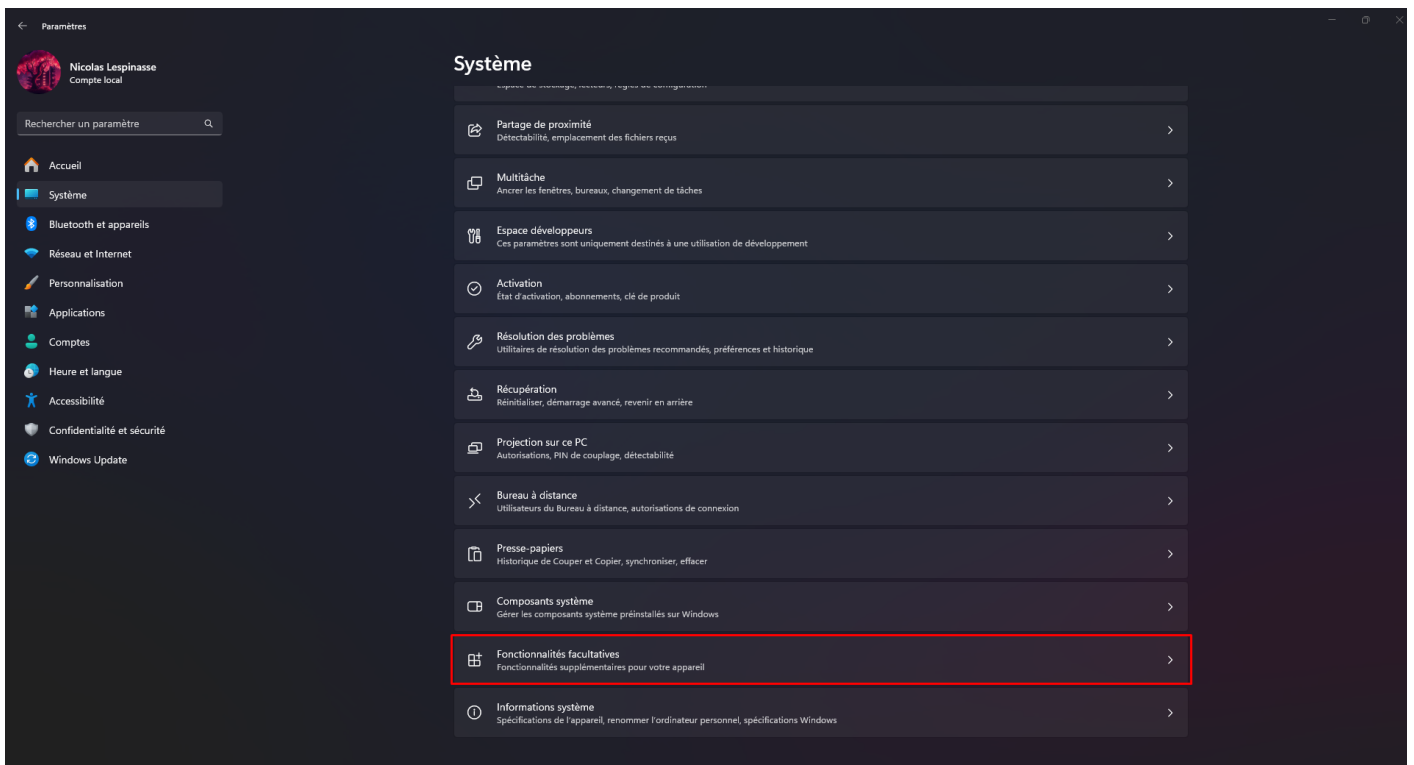 Paramètres
Nicolas Lespinasse
Compte local
Rechercher un paramètre
Accueil
Système
Bluetooth et appareils
Réseau et Internet
Personnalisation
Applications
Comptes
Heure et langue
Accessibilité
Confidentialité et sécurité
Windows Update
Système
Espace de stockage, lecteurs, règles de configuration
Partage de proximité
Détectabilité, emplacement des fichiers reçus
Multitâche
Ancrer les fenêtres, bureaux, changement de tâches
Espace développeurs
Ces paramètres sont uniquement destinés à une utilisation de développement
Activation
État d'activation, abonnements, clé de produit
Résolution des problèmes
Utilitaires de résolution des problèmes recommandés, préférences et historique
Récupération
Réinitialiser, démarrage avancé, revenir en arrière
Projection sur ce PC
Autorisations, PIN de couplage, détectabilité
Bureau à distance
Utilisateurs du Bureau à distance, autorisations de connexion
Presse-papiers
Historique de Couper et Copier, synchroniser, effacer
Composants système
Gérer les composants système préinstallés sur Windows
Fonctionnalités facultatives
Fonctionnalités supplémentaires pour votre appareil
Informations système
Spécifications de l'appareil, renommer l'ordinateur personnel, spécifications Windows